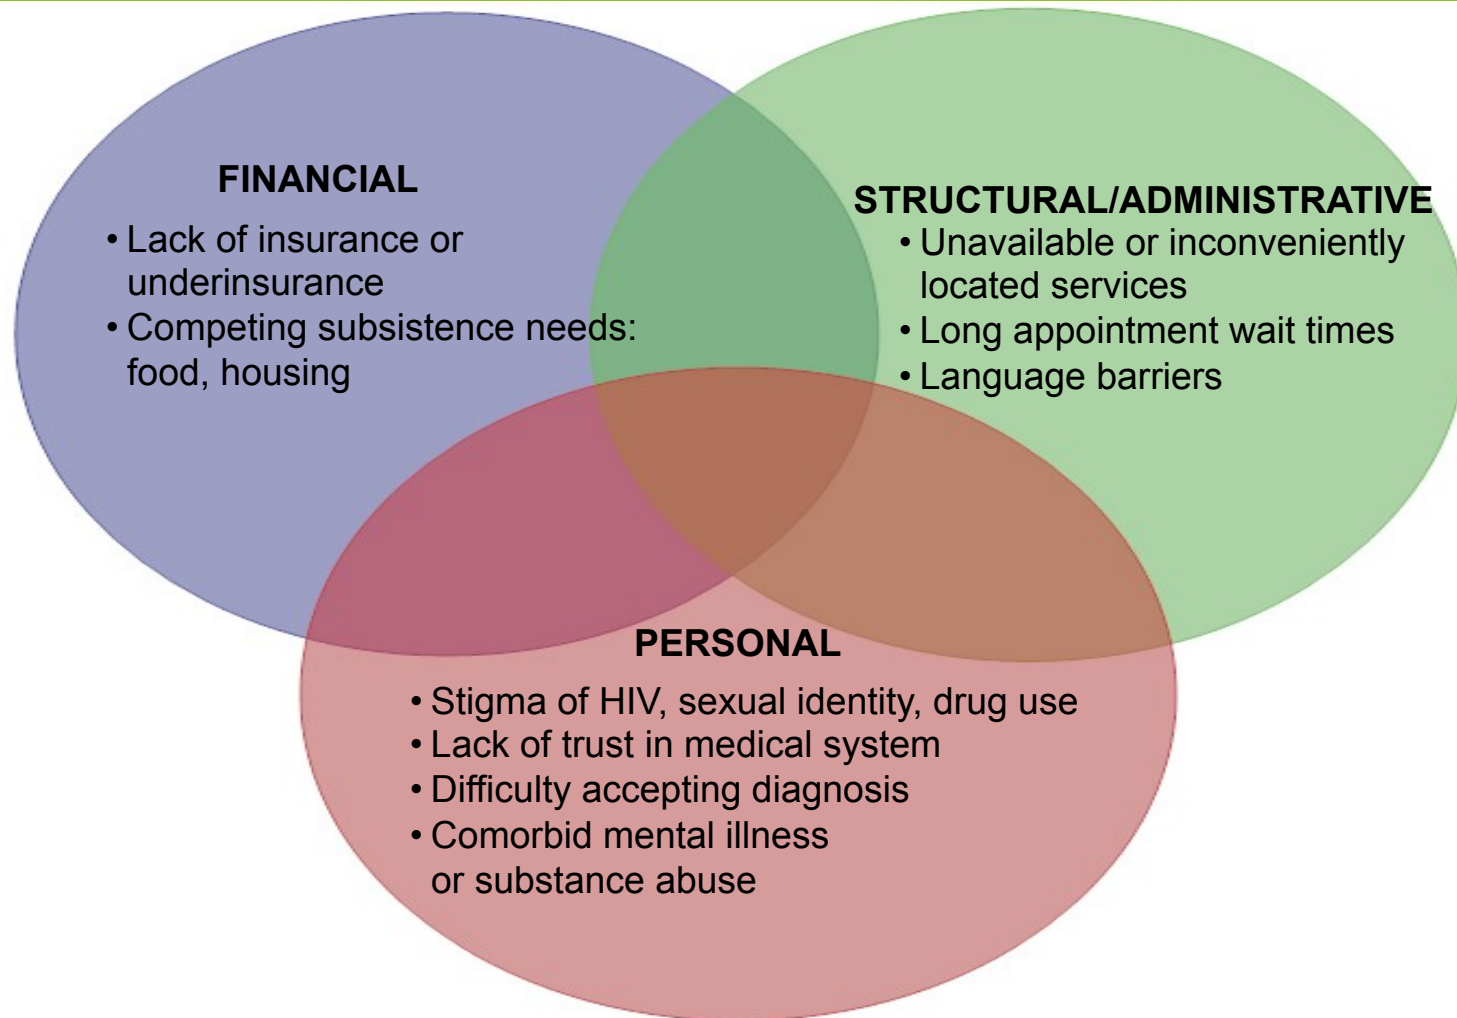 FINANCIAL
• Lack of insurance or
underinsurance
• Competing subsistence needs:
food, housing
STRUCTURAL/ADMINISTRATIVE
• Unavailable or inconveniently
located services
• Long appointment wait times
• Language barriers
PERSONAL
• Stigma of HIV, sexual identity, drug use
• Lack of trust in medical system
• Difficulty accepting diagnosis
• Comorbid mental illness
or substance abuse